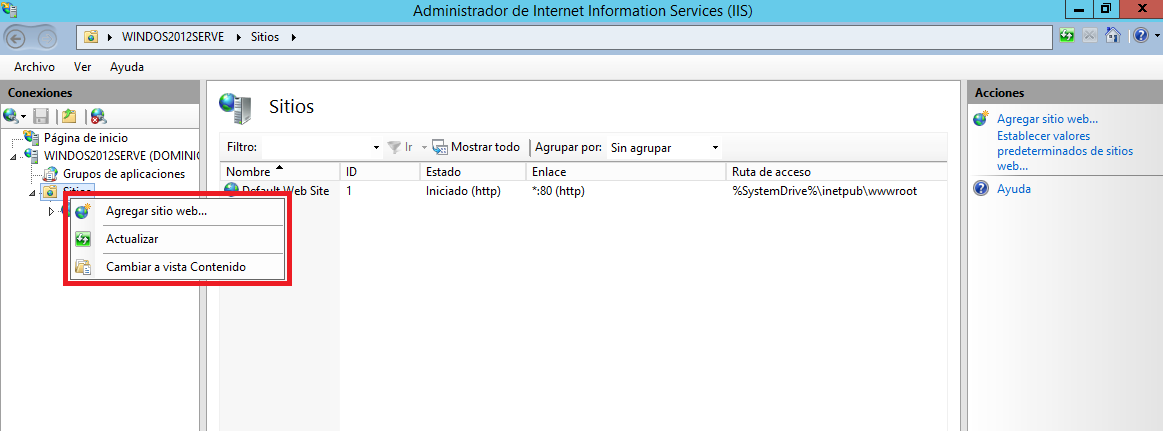 Administrador de Internet Information Services (IIS)
WINDOS2012SERVE Sitios
Archivo Ver Ayuda
Conexiones
Página de inicio
WINDOS2012SERVE (DOMINIC
Grupos de aplicaciones
Sitios
Agregar sitio web...
Actualizar
Cambiar a vista Contenido
Sitios
Filtro: Ir Mostrar todo Agrupar por: Sin agrupar
Nombre ID Estado Enlace Ruta de acceso
Default Web Site 1 Iniciado (http) *:80 (http) %SystemDrive%\inetpub\wwwroot
Acciones
Agregar sitio web...
Establecer valores
predeterminados de sitios
web...
Ayuda